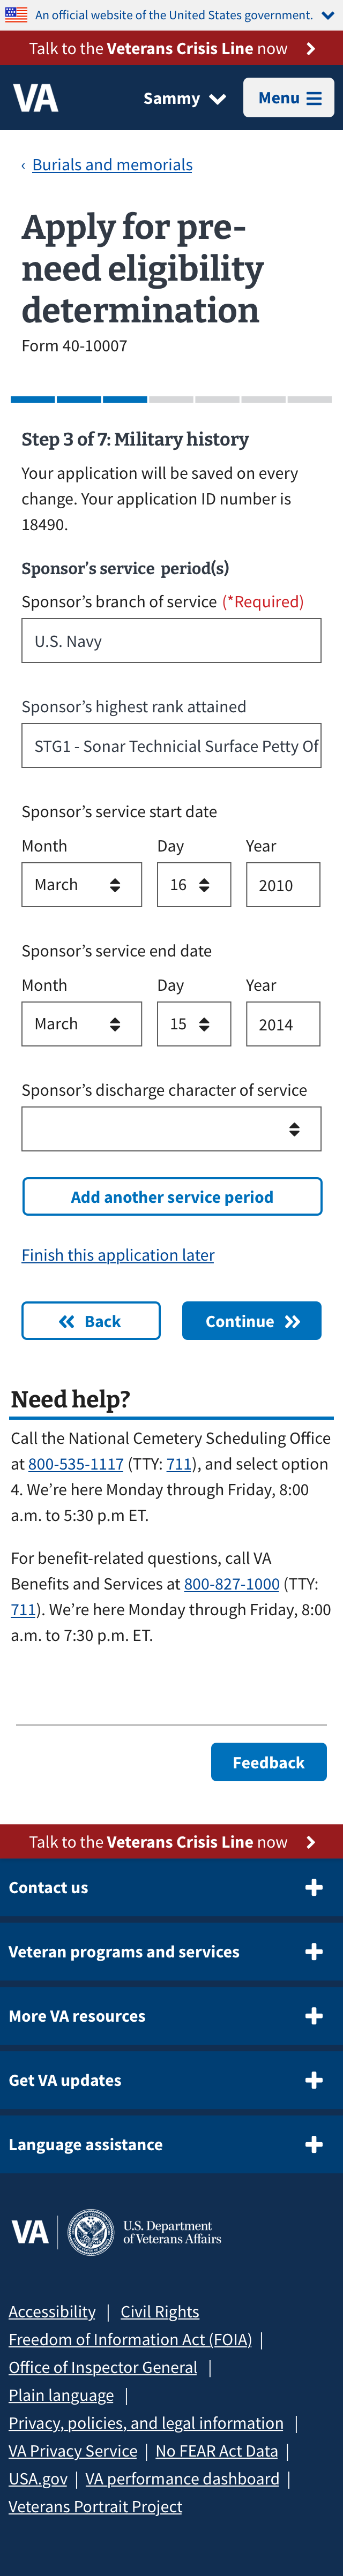 An official website of the United States government.
Talk to the Veterans Crisis Line now
VA
Sammy
Menu
‹ Burials and memorials
Apply for pre-
need eligibility
determination
Form 40-10007
Step 3 of 7: Military history
Your application will be saved on every
change. Your application ID number is
18490.
Sponsor’s service period(s)
Sponsor’s branch of service (*Required)
U.S. Navy
Sponsor’s highest rank attained
STG1 - Sonar Technicial Surface Petty Of
Sponsor’s service start date
Month Day Year
March 16 2010
Sponsor’s service end date
Month Day Year
March 15 2014
Sponsor’s discharge character of service
Add another service period
Finish this application later
Back
Continue
Need help?
Call the National Cemetery Scheduling Office
at 800-535-1117 (TTY: 711), and select option
4. We’re here Monday through Friday, 8:00
a.m. to 5:30 p.m ET.
For benefit-related questions, call VA
Benefits and Services at 800-827-1000 (TTY:
711). We’re here Monday through Friday, 8:00
a.m. to 7:30 p.m. ET.
Feedback
Talk to the Veterans Crisis Line now
Contact us
Veteran programs and services
More VA resources
Get VA updates
Language assistance
VA
U.S. Department
of Veterans Affairs
Accessibility | Civil Rights
Freedom of Information Act (FOIA) |
Office of Inspector General |
Plain language |
Privacy, policies, and legal information |
VA Privacy Service | No FEAR Act Data |
USA.gov | VA performance dashboard |
Veterans Portrait Project